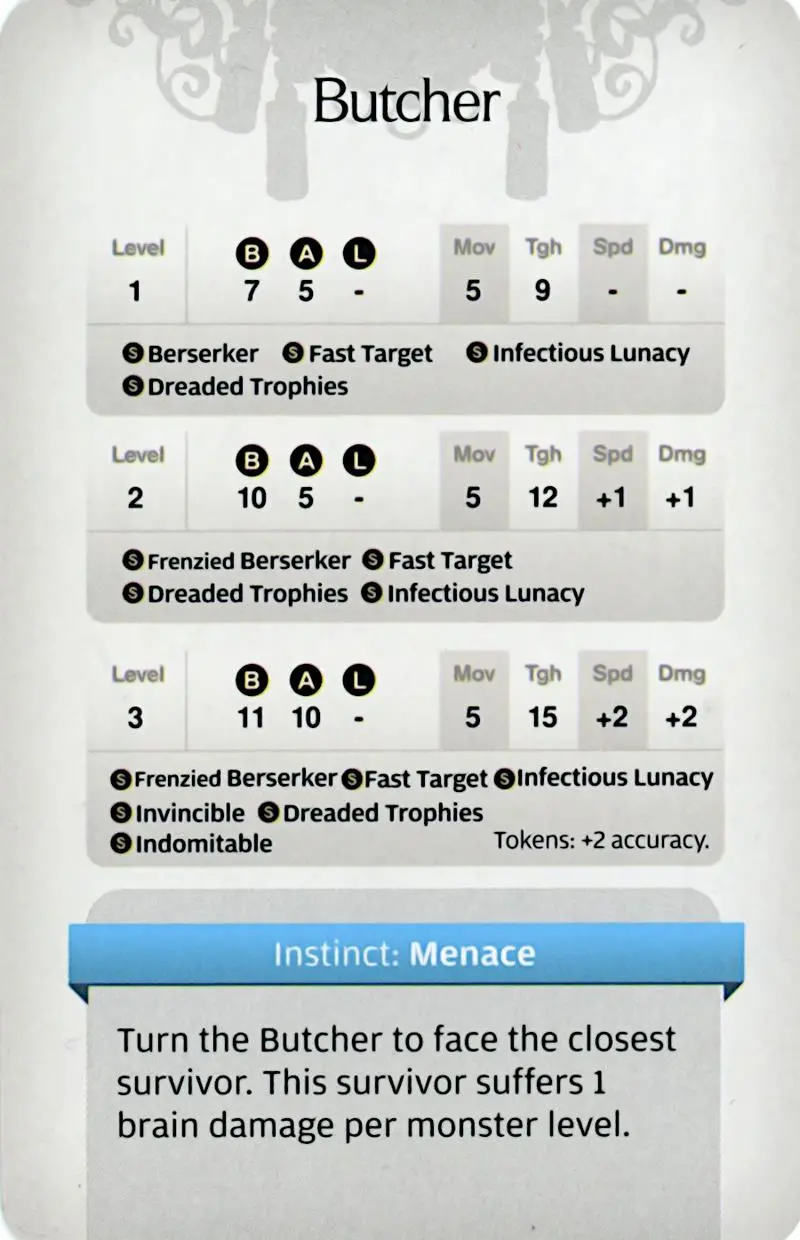 Butcher
Level B A L Mov Tgh Spd Dmg
1 7 5 - 5 9 - -
S Berserker S Fast Target S Infectious Lunacy
S Dreaded Trophies
Level B A L Mov Tgh Spd Dmg
2 10 5 - 5 12 +1 +1
S Frenzied Berserker S Fast Target
S Dreaded Trophies S Infectious Lunacy
Level B A L Mov Tgh Spd Dmg
3 11 10 - 5 15 +2 +2
S Frenzied Berserker S Fast Target S Infectious Lunacy
S Invincible S Dreaded Trophies
S Indomitable Tokens: +2 accuracy.
Instinct: Menace
Turn the Butcher to face the closest
survivor. This survivor suffers 1
brain damage per monster level.